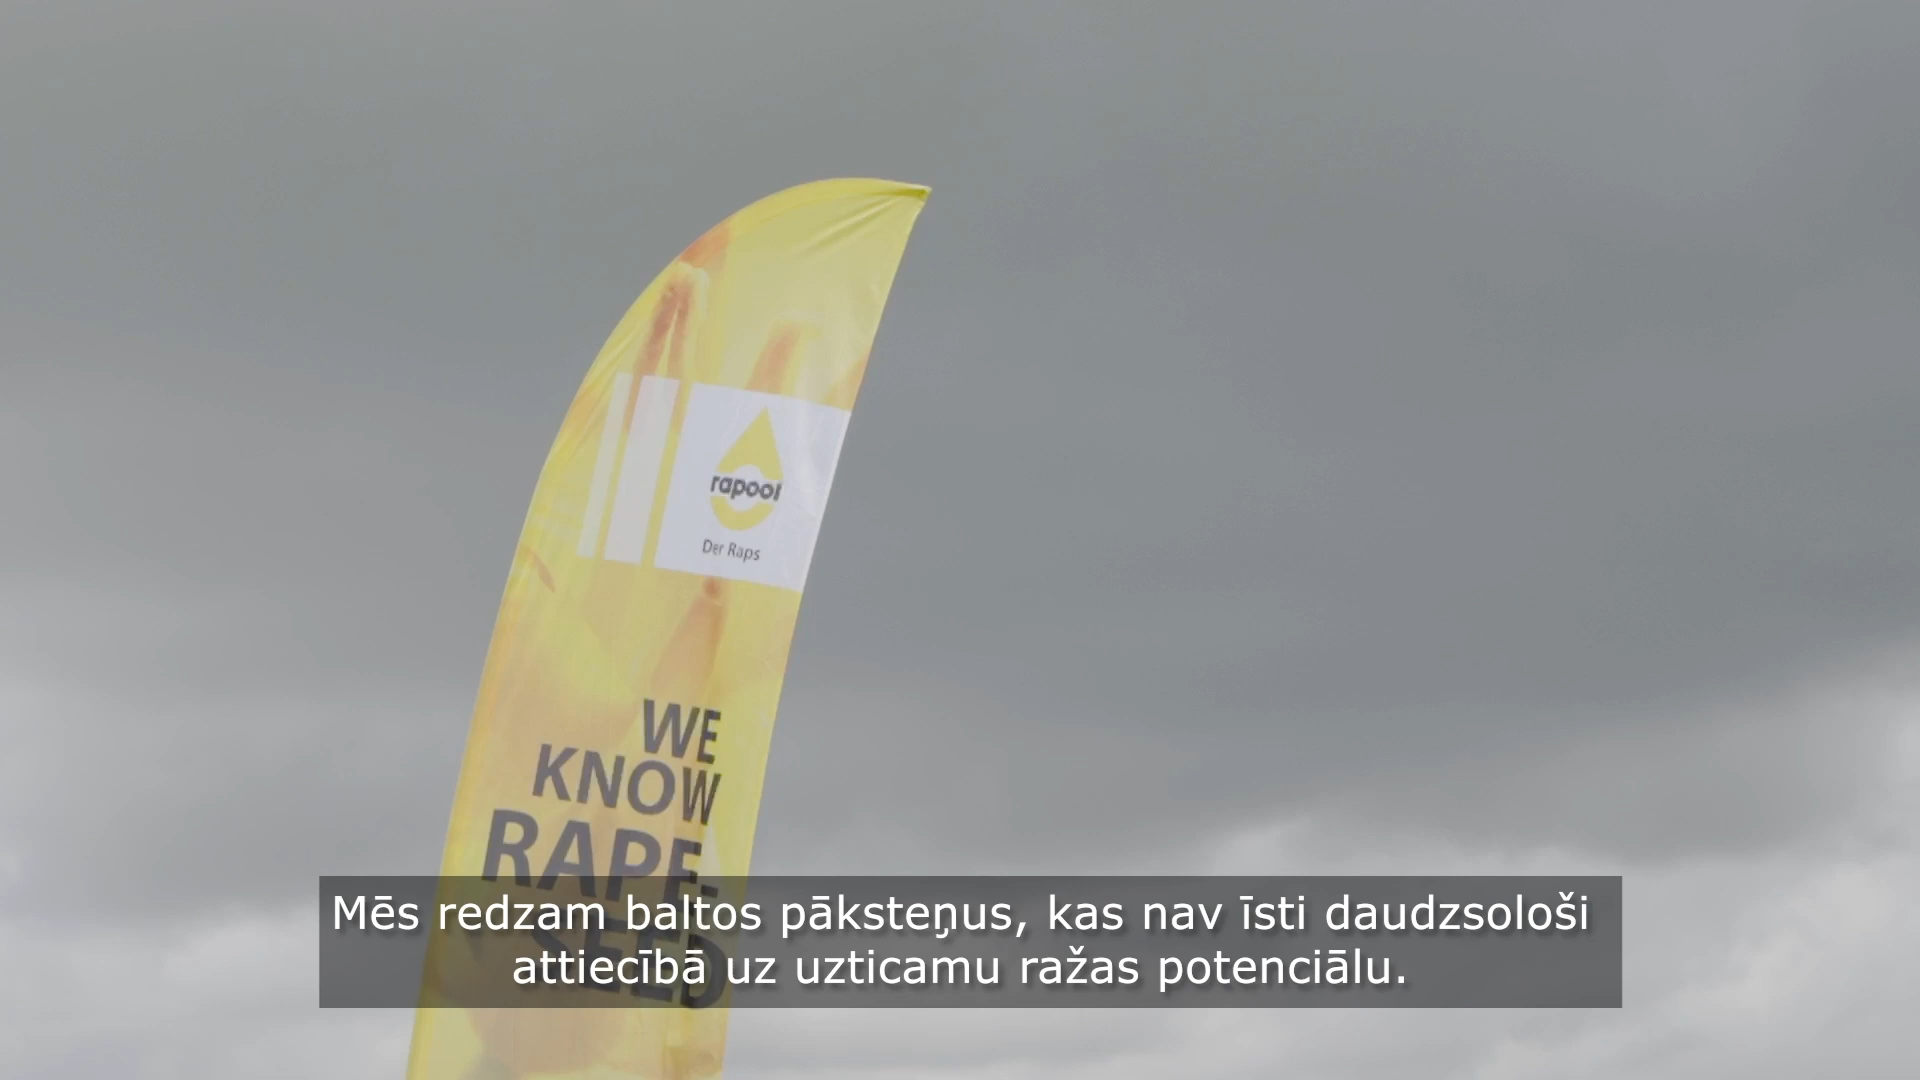 rapool
Der Raps
WE
KNOW
RAPE-
SEED
Mēs redzam baltos pāksteņus, kas nav īsti daudzsološi
attiecībā uz uzticamu ražas potenciālu.